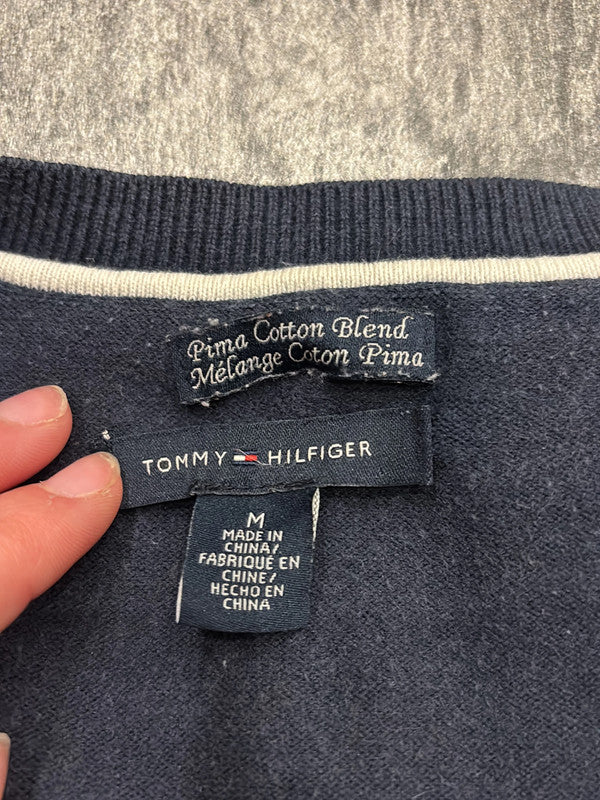 Pima Cotton Blend
Mélange Coton Pima
TOMMY HILFIGER
M
MADE IN
CHINA/
FABRIQUÉ EN
CHINE/
HECHO EN
CHINA